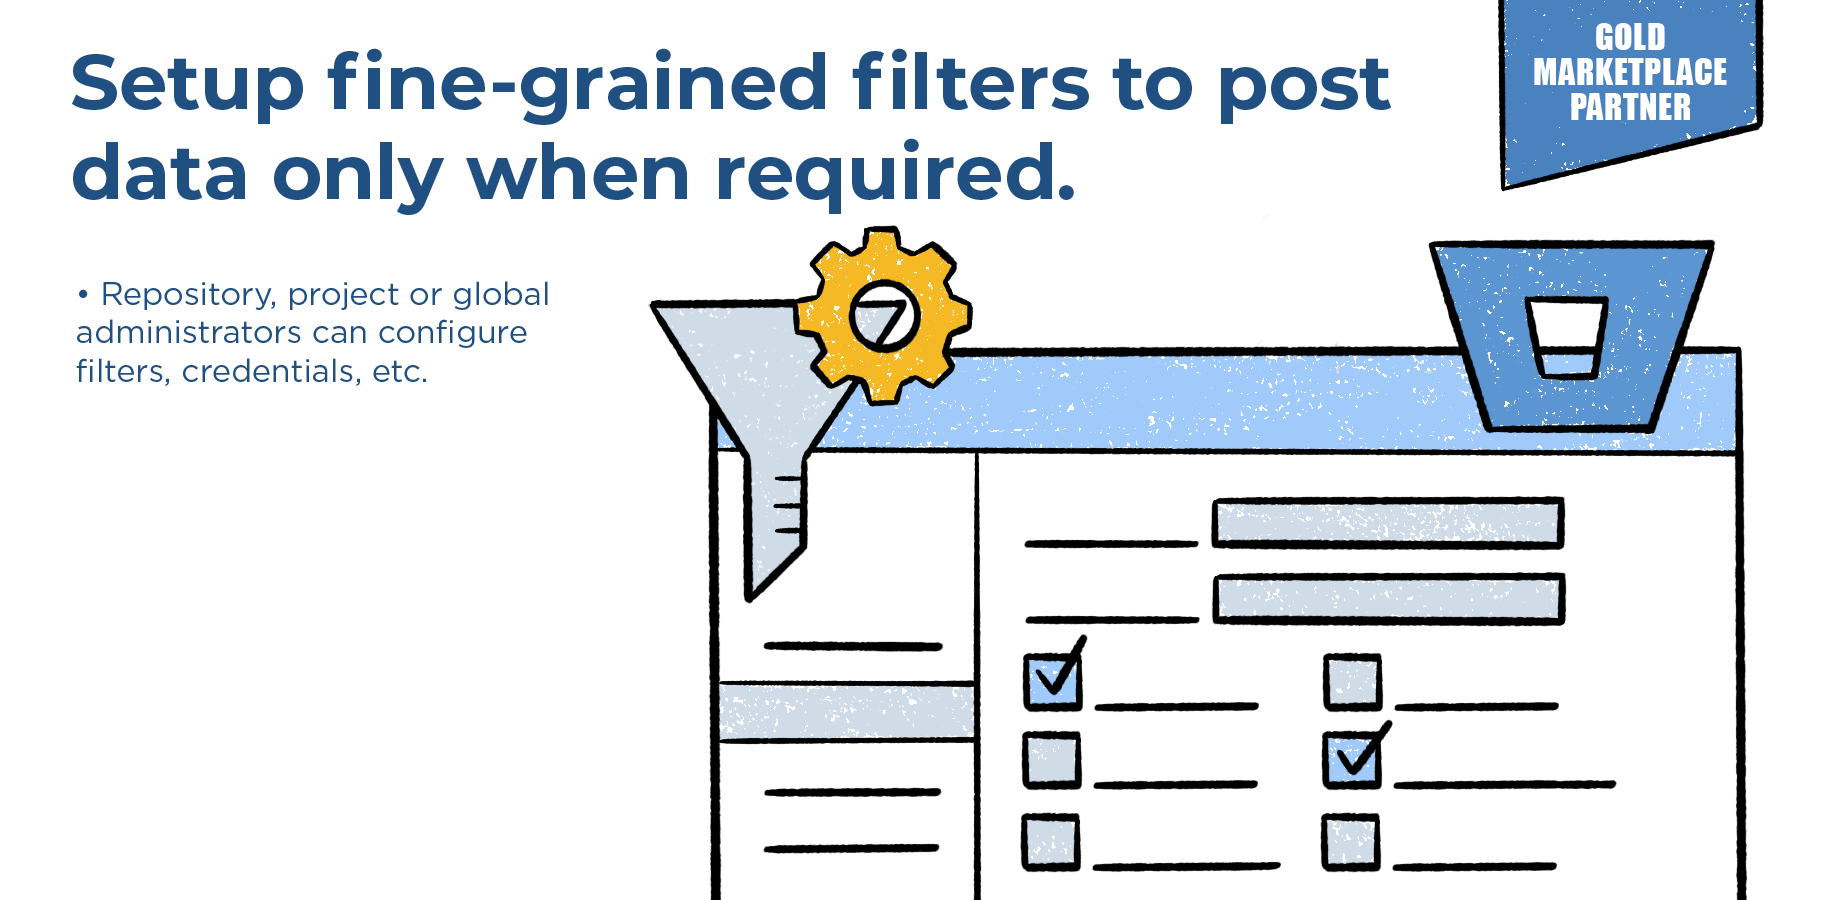 Setup fine-grained filters to post
data only when required.
GOLD
MARKETPLACE
PARTNER
• Repository, project or global
administrators can configure
filters, credentials, etc.